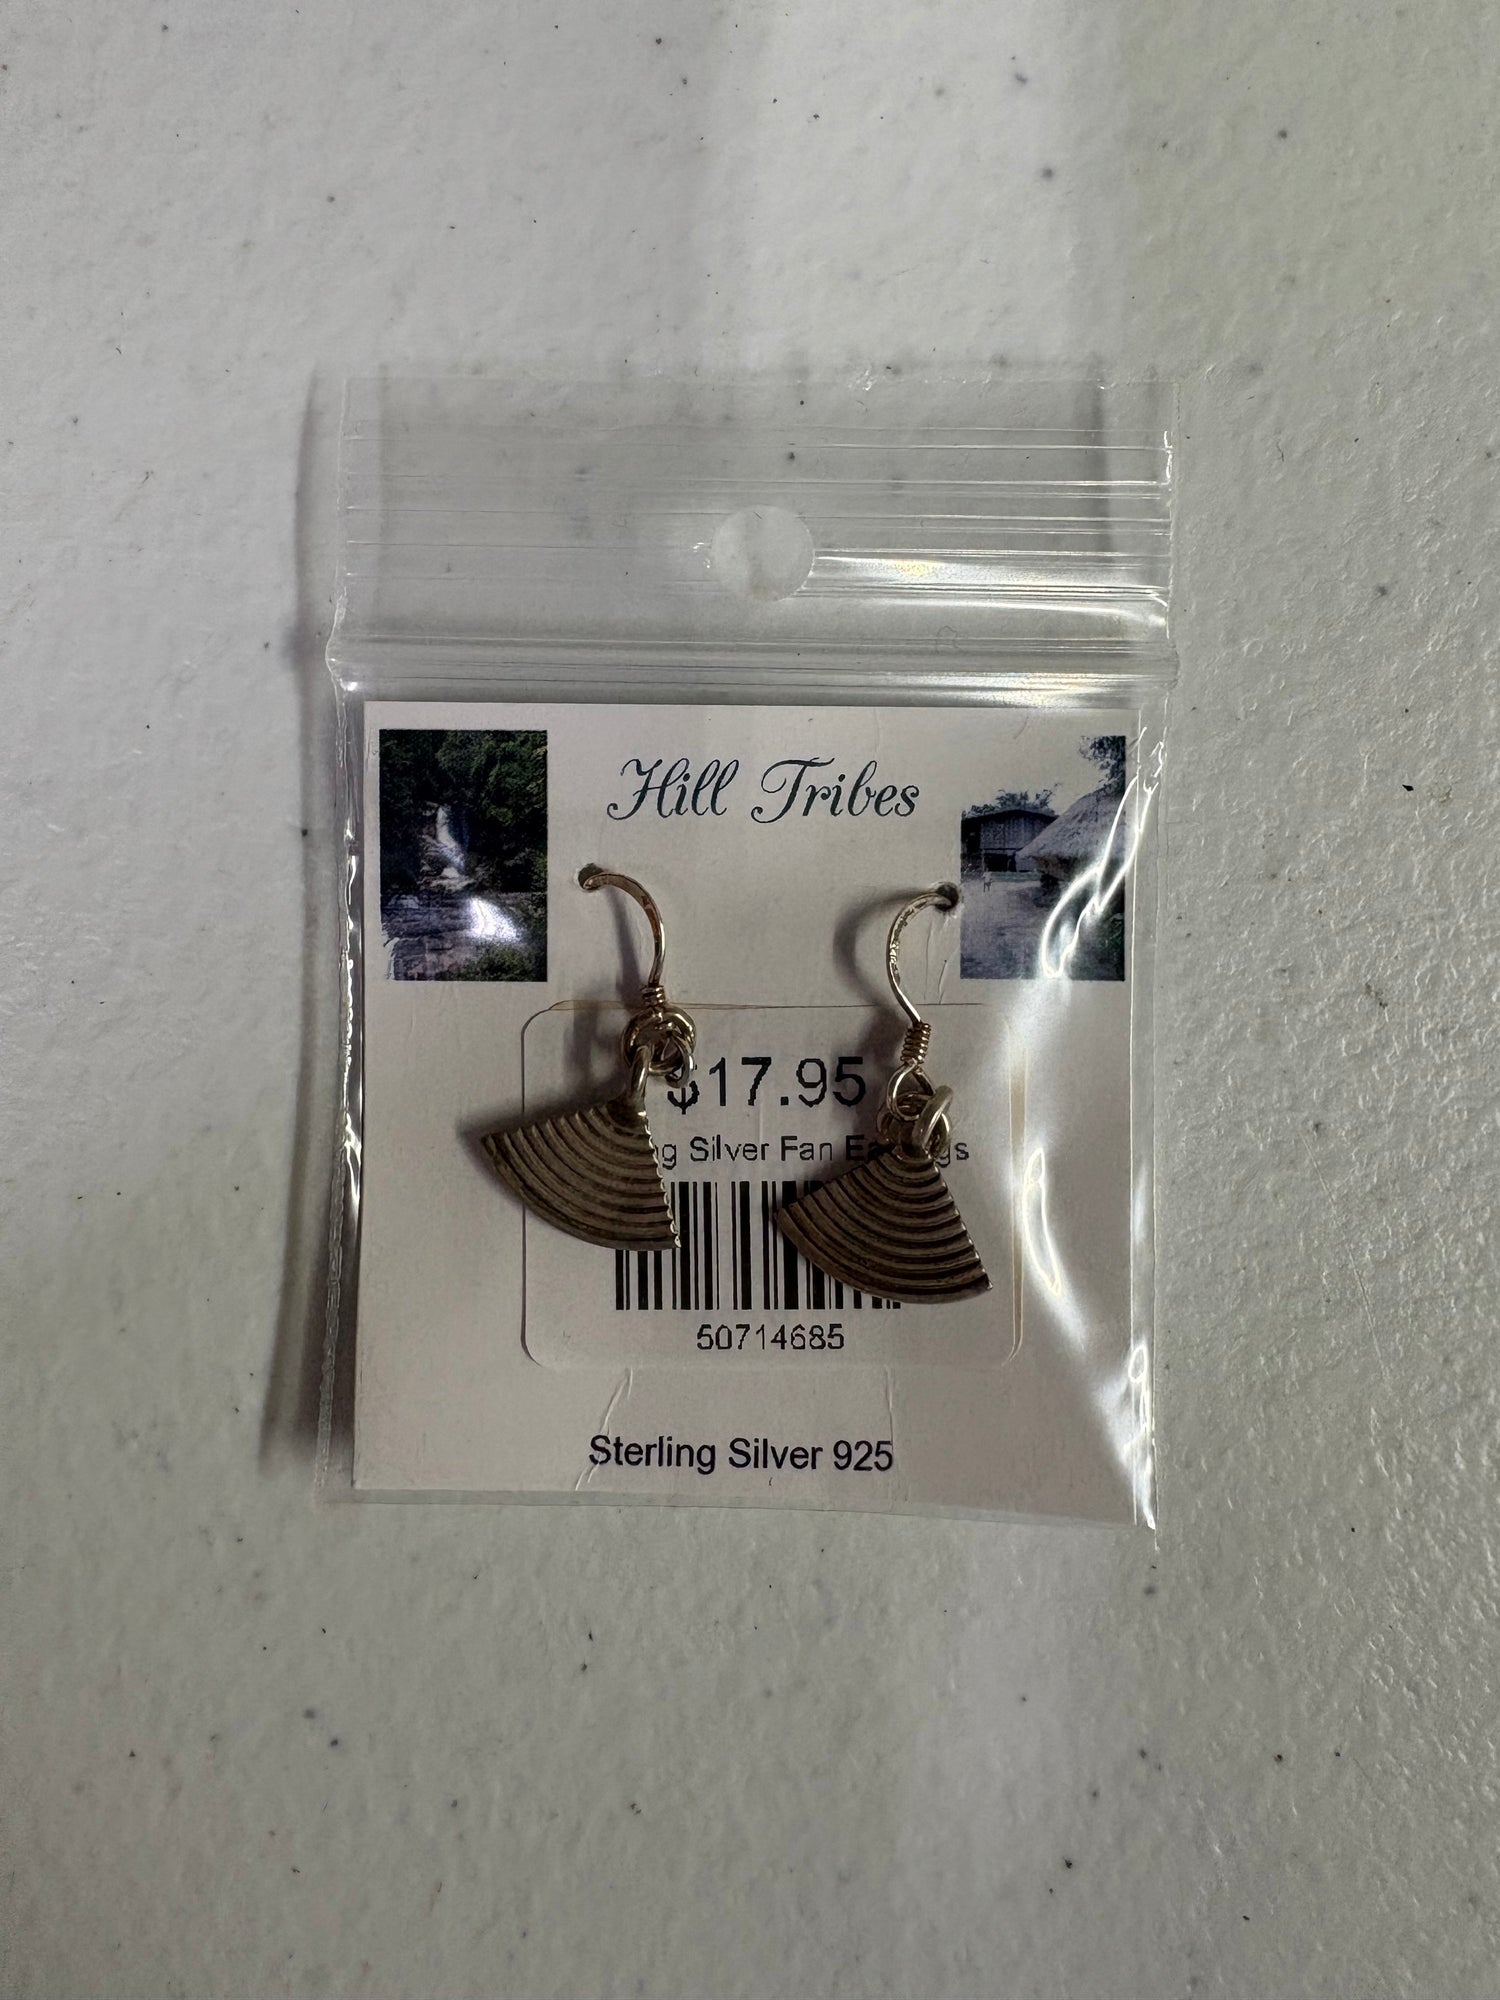 Hill Tribes
$17.95
Silver Fan
50714685
Sterling Silver 925